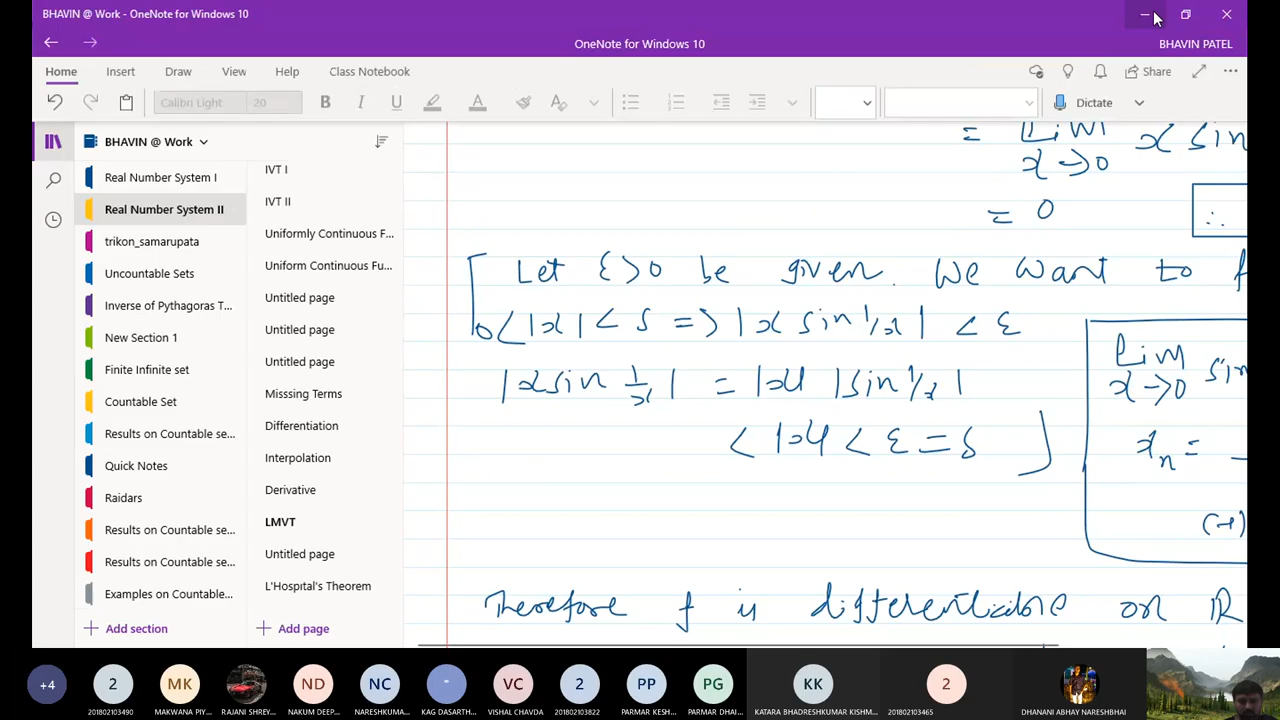 BHAVIN @ Work - OneNote for Windows 10
OneNote for Windows 10
BHAVIN PATEL
Home Insert Draw View Help Class Notebook
Share
Calibri Light 20 B I U A
Dictate
BHAVIN @ Work
Real Number System I
Real Number System II
trikon_samarupata
Uncountable Sets
Inverse of Pythagoras T...
New Section 1
Finite Infinite set
Countable Set
Results on Countable se...
Quick Notes
Raidars
Results on Countable se...
Results on Countable se...
Examples on Countable...
Add section
IVT I
IVT II
Uniformly Continuous F...
Uniform Continuous Fu...
Untitled page
Untitled page
Untitled page
Misssing Terms
Differentiation
Interpolation
Derivative
LMVT
Untitled page
L'Hospıtal's Theorem
Add page
= Lim x sin
x→0
= 0
∴
Let ε>0 be given. We want to f
0<|x| < δ => |x sin 1/x| < ε
|x sin 1/x| = |x| |sin 1/x|
< |x| < ε = δ
Lim sin
x→0
xn =
Therefore f is differentiable on R
+4 2 MK ND NC VC 2 PP PG KK 2
201802103490 MAKWANA PIY... RAJANI SHREY... NAKUM DEEP... NARESHKUMA... KAG DASARTH... VISHAL CHAVDA 201802103822 PARMAR KESH... PARMAR DHAI... KATARA BHADRESHKUMAR KISHM... 201802103465 DHANANI ABHAY NARESHBHAI